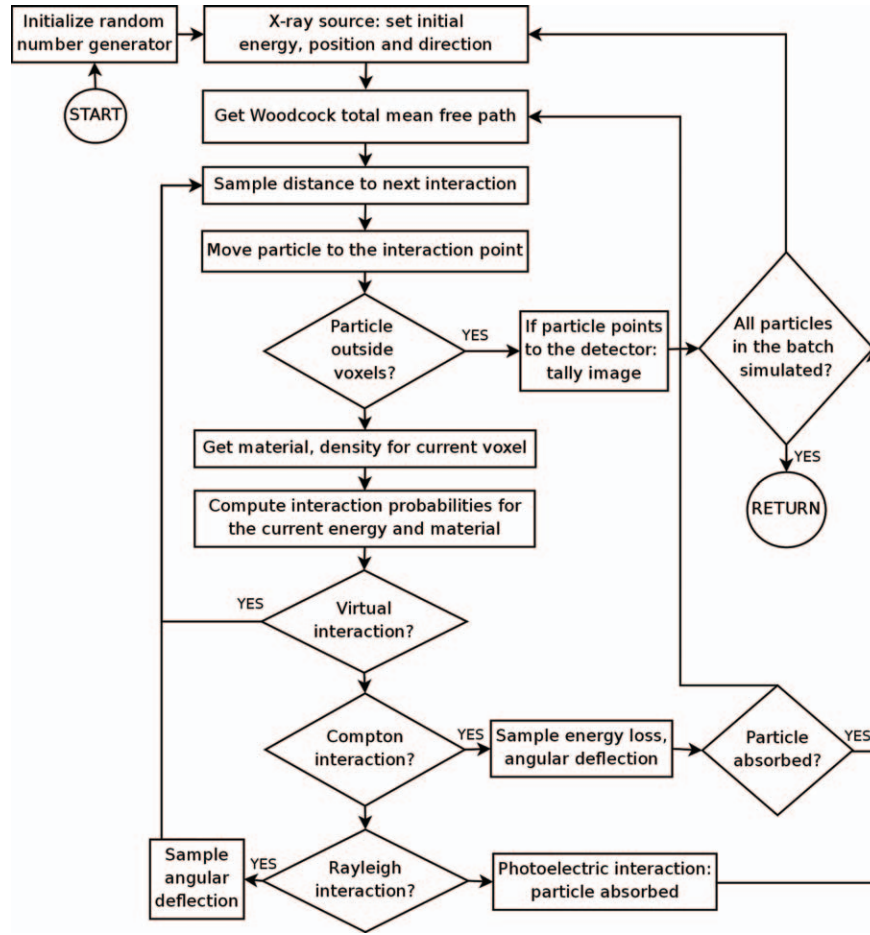 Initialize random
number generator
X-ray source: set initial
energy, position and direction
START
Get Woodcock total mean free path
Sample distance to next interaction
Move particle to the interaction point
Particle
outside
voxels?
YES
If particle points
to the detector:
tally image
All particles
in the batch
simulated?
YES
RETURN
Get material, density for current voxel
Compute interaction probabilities for
the current energy and material
YES
Virtual
interaction?
Compton
interaction?
YES
Sample energy loss,
angular deflection
Particle
absorbed?
YES
Sample
angular
deflection
YES
Rayleigh
interaction?
Photoelectric interaction:
particle absorbed